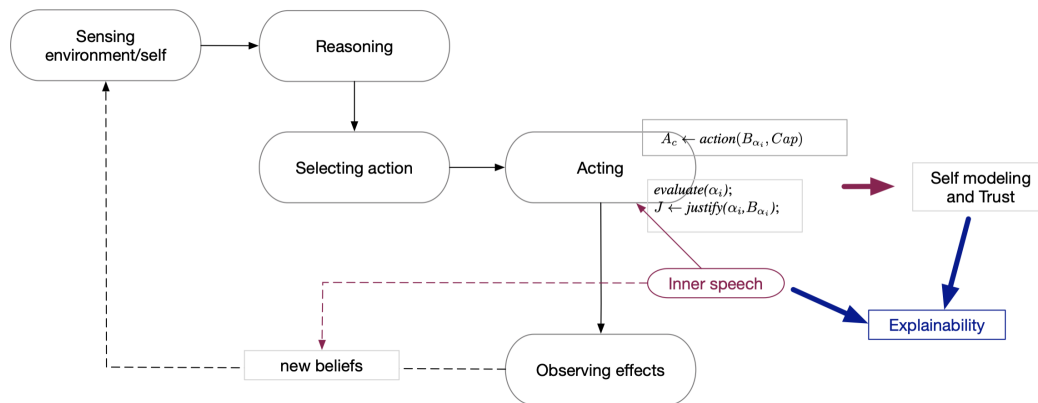 Sensing
environment/self
Reasoning
Selecting action
Acting
A_c ← action(B_{α_i}, Cap)
evaluate(α_i);
J ← justify(α_i, B_{α_i});
Self modeling
and Trust
Inner speech
Explainability
new beliefs
Observing effects